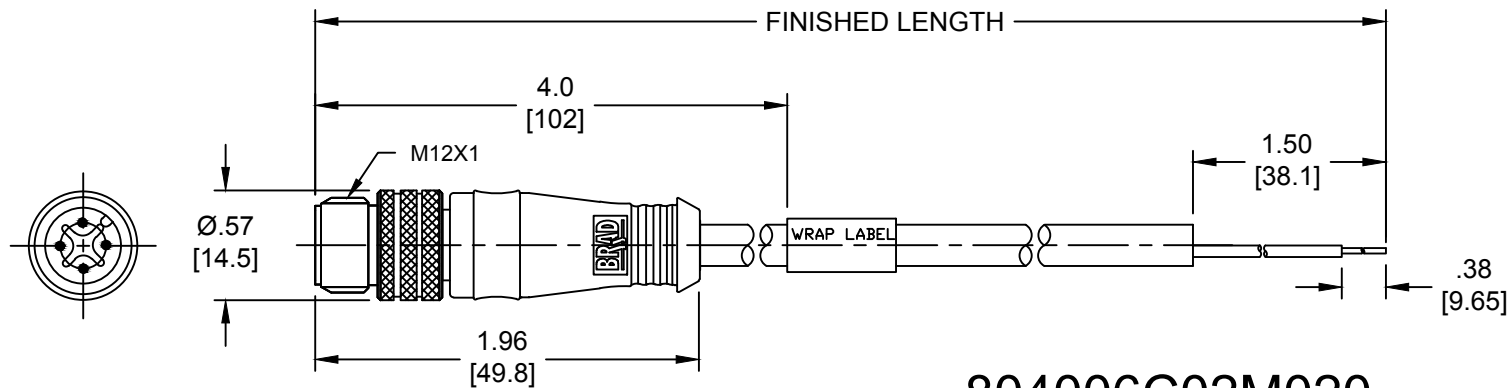 FINISHED LENGTH
4.0
[102]
M12X1
1.50
[38.1]
Ø.57
[14.5]
BRAD
WRAP LABEL
.38
[9.65]
1.96
[49.8]